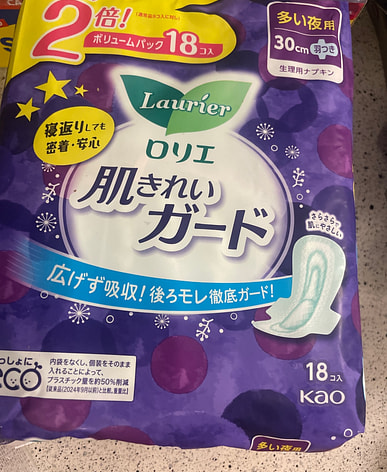 2倍!
ボリュームパック 18コ入
多い夜用
30cm 羽つき
生理用ナプキン
Laurier
寝返りしても
密着・安心
ロリエ
肌きれい
ガード
さらさらで
肌にやさしい
広げず吸収!後ろモレ徹底ガード!
っしょに
eco
内袋をなくし、個装をそのまま
入れることによって、
プラスチック量を約50%削減
18コ入
Kao
多い夜用